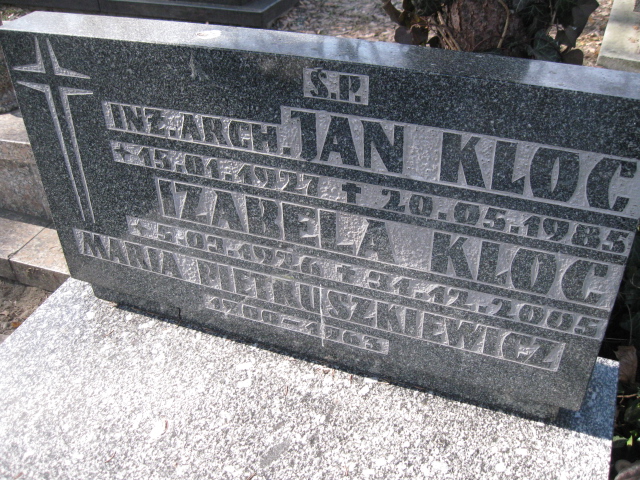 Ś.P.
INŻ. ARCH. JAN KLOC
+ 15.01.1927 ✝ 20.05.1985
IZABELA KLOC
+ 5.03.1926 ✝ 31.12.2005
MARIA PIETRUSZKIEWICZ
1900-1983